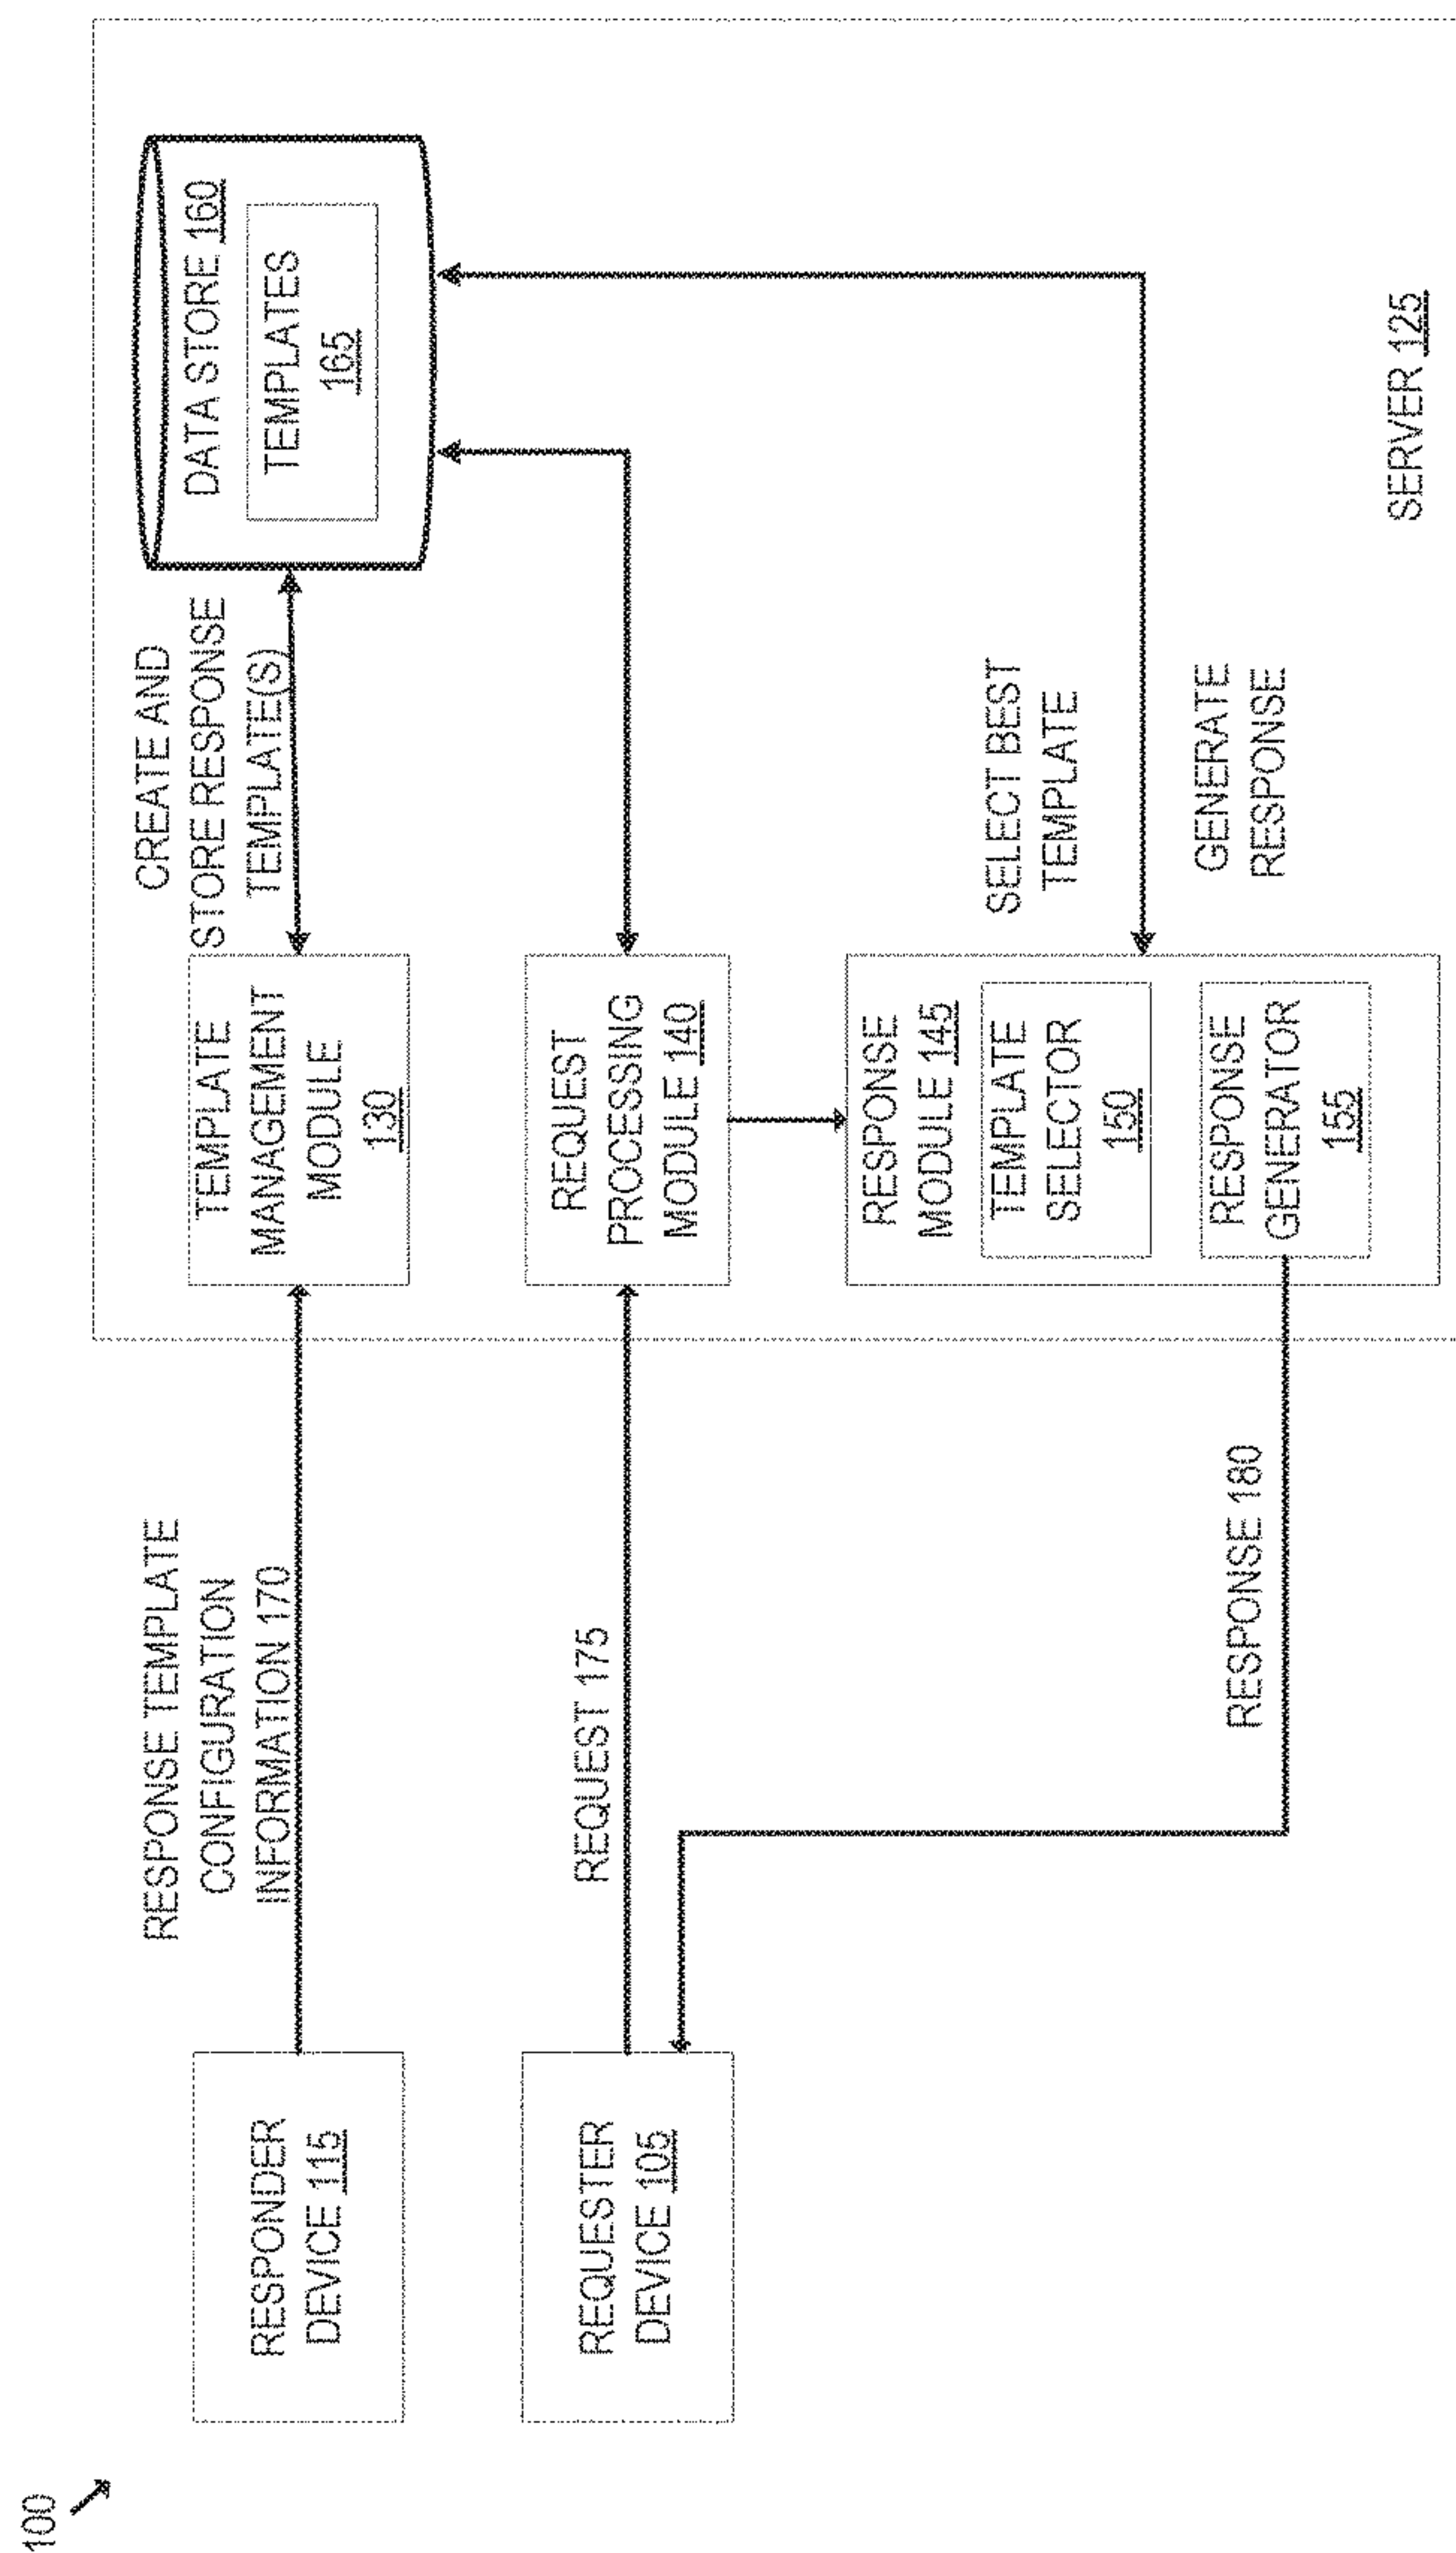 100
RESPONDER
DEVICE 115
REQUESTER
DEVICE 105
RESPONSE TEMPLATE
CONFIGURATION
INFORMATION 170
REQUEST 175
RESPONSE 180
TEMPLATE
MANAGEMENT
MODULE
130
REQUEST
PROCESSING
MODULE 140
RESPONSE
MODULE 145
TEMPLATE
SELECTOR
150
RESPONSE
GENERATOR
155
CREATE AND
STORE RESPONSE
TEMPLATE(S)
SELECT BEST
TEMPLATE
GENERATE
RESPONSE
DATA STORE 160
TEMPLATES
165
SERVER 125